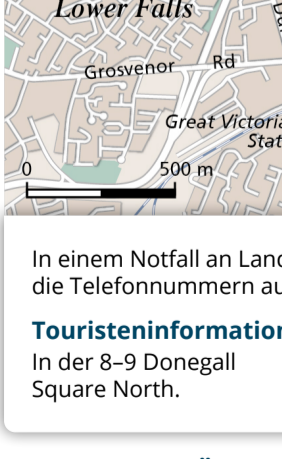 Lower Falls
Grosvenor Rd
Great Victoria
Stat
0 500 m
In einem Notfall an Land
die Telefonnummern au
Touristeninformation
In der 8–9 Donegall
Square North.